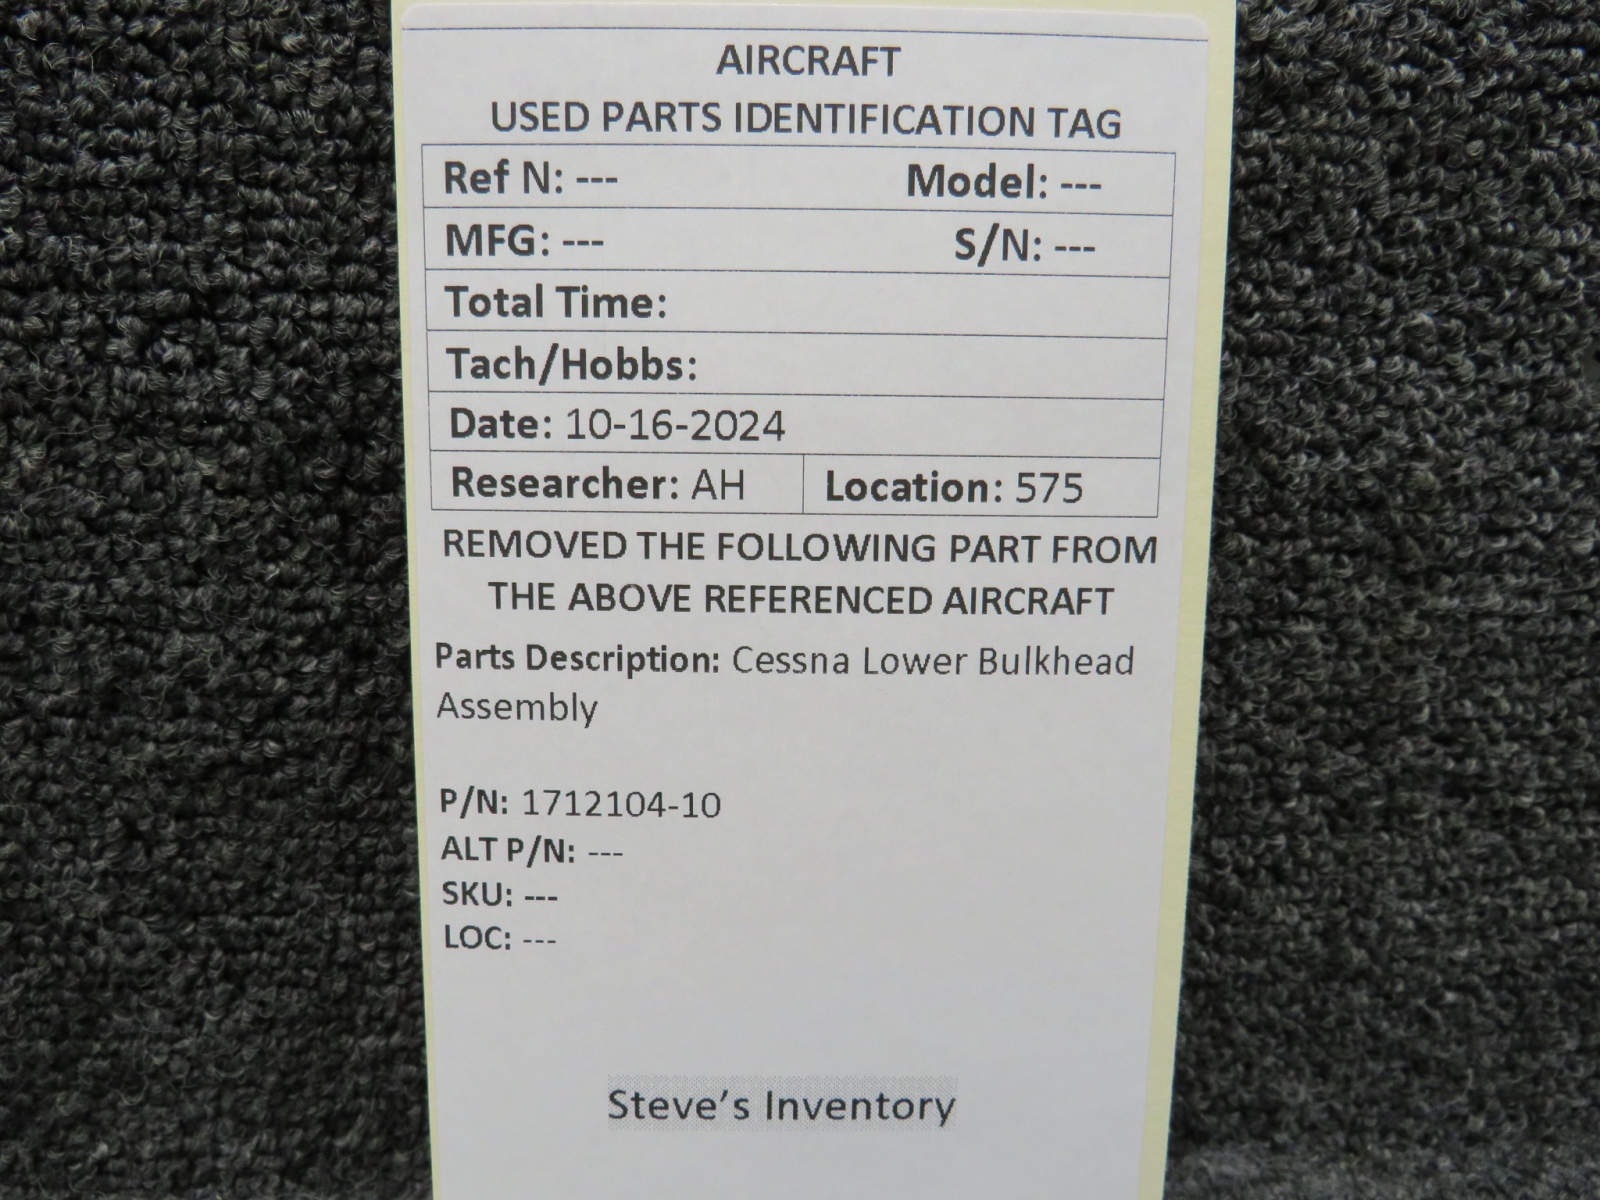 AIRCRAFT
USED PARTS IDENTIFICATION TAG
Ref N: --- Model: ---
MFG: --- S/N: ---
Total Time:
Tach/Hobbs:
Date: 10-16-2024
Researcher: AH Location: 575
REMOVED THE FOLLOWING PART FROM
THE ABOVE REFERENCED AIRCRAFT
Parts Description: Cessna Lower Bulkhead
Assembly
P/N: 1712104-10
ALT P/N: ---
SKU: ---
LOC: ---
Steve's Inventory